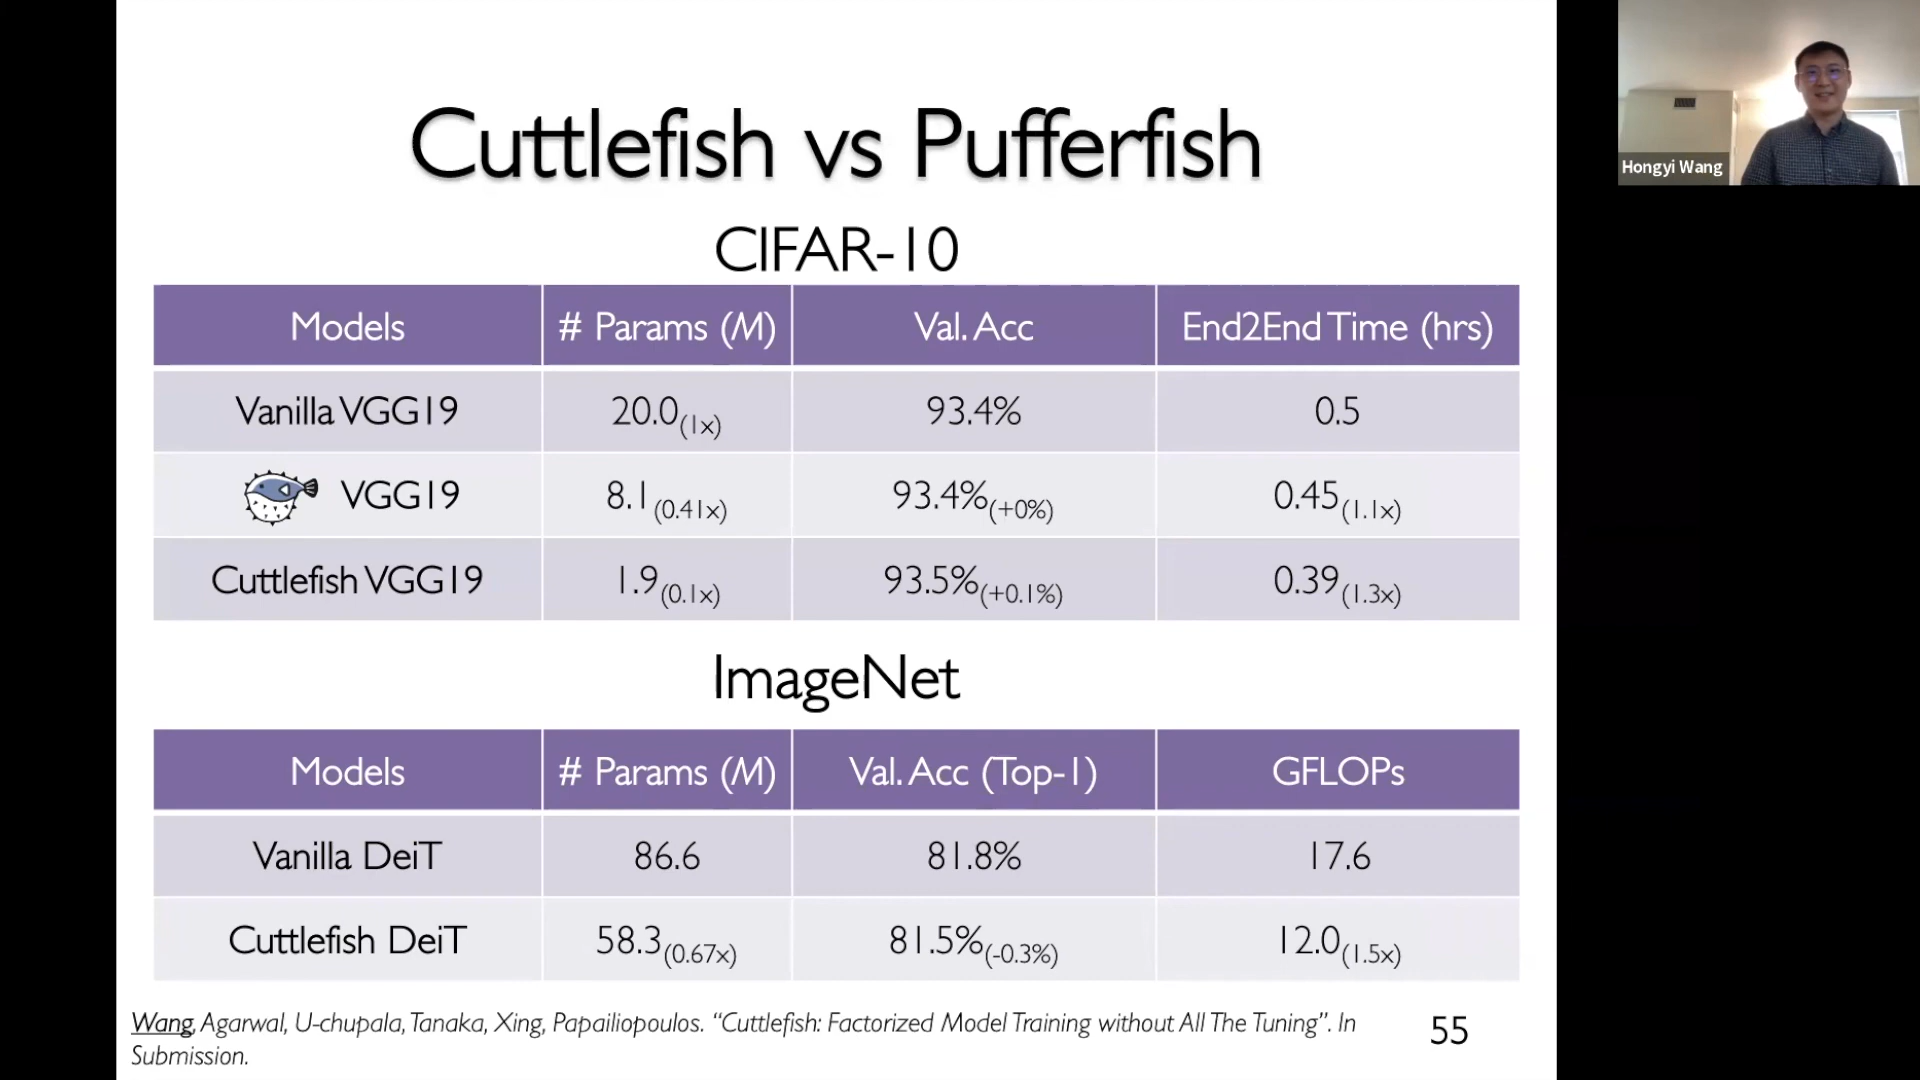 Cuttlefish vs Pufferfish
Hongyi Wang
CIFAR-10
Models # Params (M) Val. Acc End2End Time (hrs)
Vanilla VGG19 20.0(1x) 93.4% 0.5
VGG19 8.1(0.41x) 93.4%(+0%) 0.45(1.1x)
Cuttlefish VGG19 1.9(0.1x) 93.5%(+0.1%) 0.39(1.3x)
ImageNet
Models # Params (M) Val. Acc (Top-1) GFLOPs
Vanilla DeiT 86.6 81.8% 17.6
Cuttlefish DeiT 58.3(0.67x) 81.5%(-0.3%) 12.0(1.5x)
Wang, Agarwal, U-chupala, Tanaka, Xing, Papailiopoulos. “Cuttlefish: Factorized Model Training without All The Tuning”. In
Submission.
55